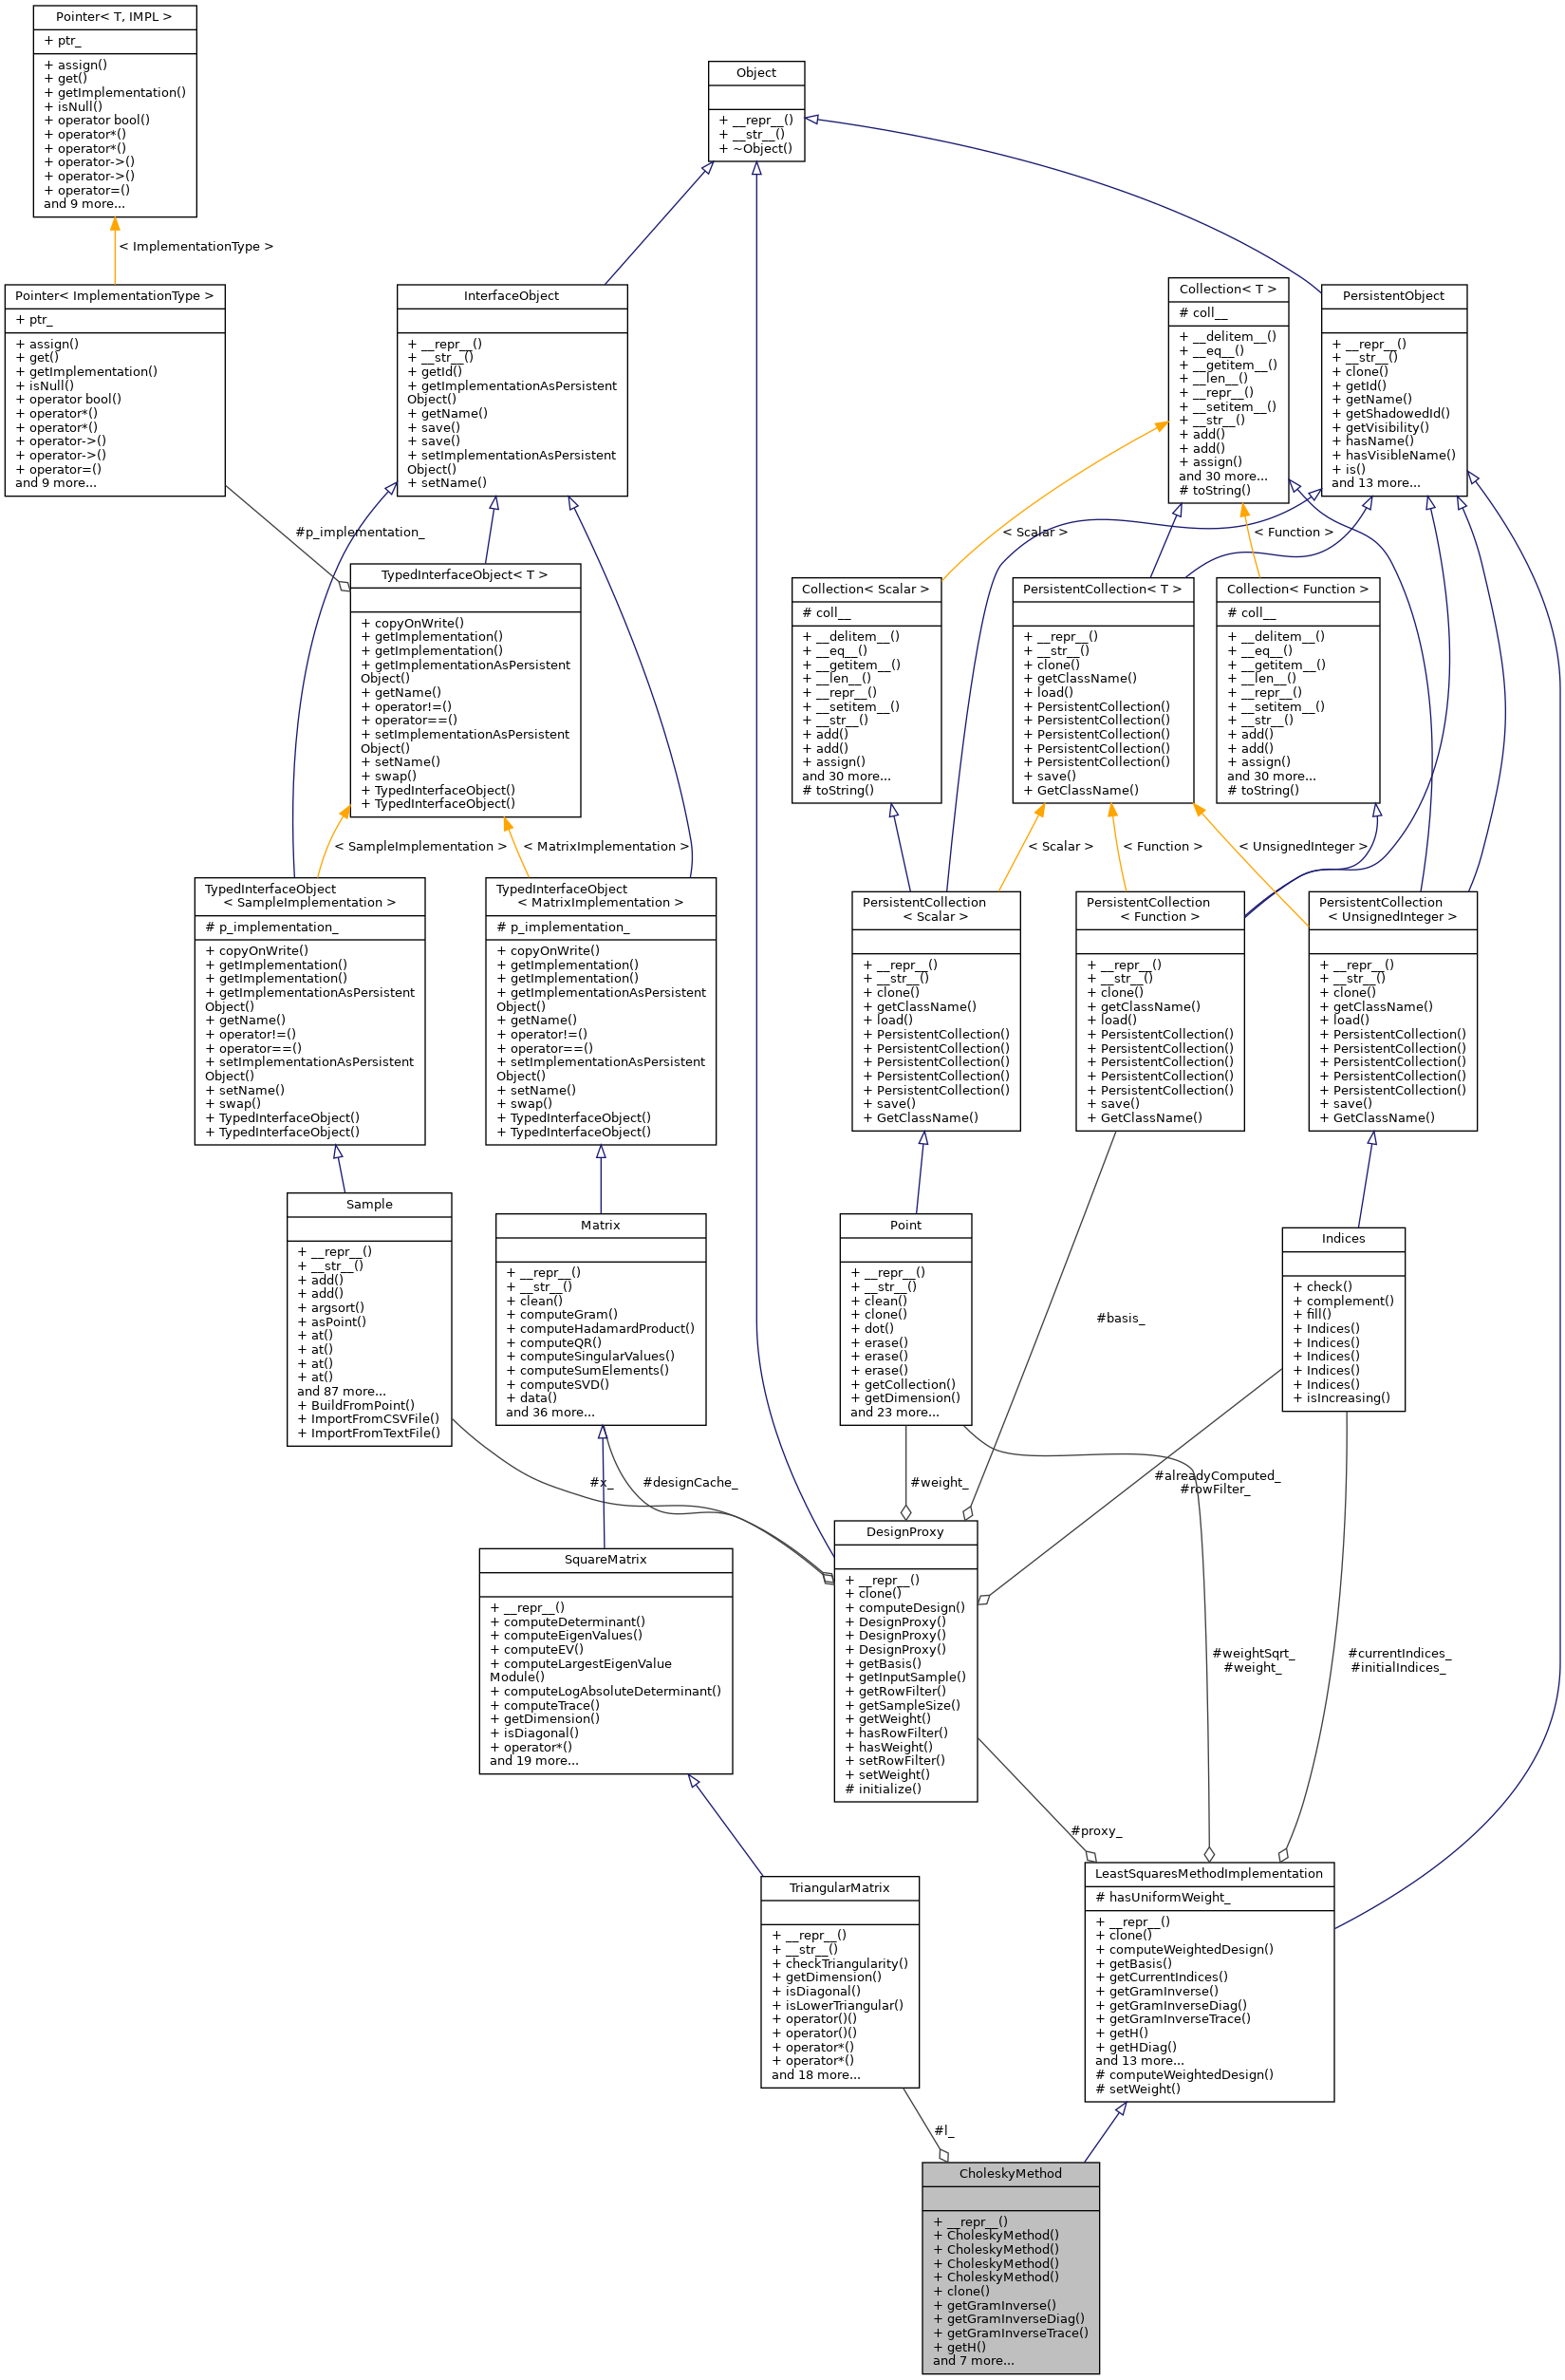 Pointer< T, IMPL >
+ ptr_
+ assign()
+ get()
+ getImplementation()
+ isNull()
+ operator bool()
+ operator*()
+ operator*()
+ operator->()
+ operator->()
+ operator=()
and 9 more...
Object
+ __repr__()
+ __str__()
+ ~Object()
< ImplementationType >
Pointer< ImplementationType >
+ ptr_
+ assign()
+ get()
+ getImplementation()
+ isNull()
+ operator bool()
+ operator*()
+ operator*()
+ operator->()
+ operator->()
+ operator=()
and 9 more...
InterfaceObject
+ __repr__()
+ __str__()
+ getId()
+ getImplementationAsPersistent
Object()
+ getName()
+ save()
+ save()
+ setImplementationAsPersistent
Object()
+ setName()
Collection< T >
# coll__
+ __delitem__()
+ __eq__()
+ __getitem__()
+ __len__()
+ __repr__()
+ __setitem__()
+ __str__()
+ add()
+ add()
+ assign()
and 30 more...
# toString()
PersistentObject
+ __repr__()
+ __str__()
+ clone()
+ getId()
+ getName()
+ getShadowedId()
+ getVisibility()
+ hasName()
+ hasVisibleName()
+ is()
and 13 more...
#p_implementation_
< Scalar >
< Function >
TypedInterfaceObject< T >
+ copyOnWrite()
+ getImplementation()
+ getImplementation()
+ getImplementationAsPersistent
Object()
+ getName()
+ operator!=()
+ operator==()
+ setImplementationAsPersistent
Object()
+ setName()
+ swap()
+ TypedInterfaceObject()
+ TypedInterfaceObject()
Collection< Scalar >
# coll__
+ __delitem__()
+ __eq__()
+ __getitem__()
+ __len__()
+ __repr__()
+ __setitem__()
+ __str__()
+ add()
+ add()
+ assign()
and 30 more...
# toString()
PersistentCollection< T >
+ __repr__()
+ __str__()
+ clone()
+ getClassName()
+ load()
+ PersistentCollection()
+ PersistentCollection()
+ PersistentCollection()
+ PersistentCollection()
+ PersistentCollection()
+ save()
+ GetClassName()
Collection< Function >
# coll__
+ __delitem__()
+ __eq__()
+ __getitem__()
+ __len__()
+ __repr__()
+ __setitem__()
+ __str__()
+ add()
+ add()
+ assign()
and 30 more...
# toString()
< SampleImplementation >
< MatrixImplementation >
< Scalar >
< Function >
< UnsignedInteger >
TypedInterfaceObject
< SampleImplementation >
# p_implementation_
+ copyOnWrite()
+ getImplementation()
+ getImplementation()
+ getImplementationAsPersistent
Object()
+ getName()
+ operator!=()
+ operator==()
+ setImplementationAsPersistent
Object()
+ setName()
+ swap()
+ TypedInterfaceObject()
+ TypedInterfaceObject()
TypedInterfaceObject
< MatrixImplementation >
# p_implementation_
+ copyOnWrite()
+ getImplementation()
+ getImplementation()
+ getImplementationAsPersistent
Object()
+ getName()
+ operator!=()
+ operator==()
+ setImplementationAsPersistent
Object()
+ setName()
+ swap()
+ TypedInterfaceObject()
+ TypedInterfaceObject()
PersistentCollection
< Scalar >
+ __repr__()
+ __str__()
+ clone()
+ getClassName()
+ load()
+ PersistentCollection()
+ PersistentCollection()
+ PersistentCollection()
+ PersistentCollection()
+ PersistentCollection()
+ save()
+ GetClassName()
PersistentCollection
< Function >
+ __repr__()
+ __str__()
+ clone()
+ getClassName()
+ load()
+ PersistentCollection()
+ PersistentCollection()
+ PersistentCollection()
+ PersistentCollection()
+ PersistentCollection()
+ save()
+ GetClassName()
PersistentCollection
< UnsignedInteger >
+ __repr__()
+ __str__()
+ clone()
+ getClassName()
+ load()
+ PersistentCollection()
+ PersistentCollection()
+ PersistentCollection()
+ PersistentCollection()
+ PersistentCollection()
+ save()
+ GetClassName()
Sample
+ __repr__()
+ __str__()
+ add()
+ add()
+ argsort()
+ asPoint()
+ at()
+ at()
+ at()
+ at()
and 87 more...
+ BuildFromPoint()
+ ImportFromCSVFile()
+ ImportFromTextFile()
Matrix
+ __repr__()
+ __str__()
+ clean()
+ computeGram()
+ computeHadamardProduct()
+ computeQR()
+ computeSingularValues()
+ computeSumElements()
+ computeSVD()
+ data()
and 36 more...
Point
+ __repr__()
+ __str__()
+ clean()
+ clone()
+ dot()
+ erase()
+ erase()
+ erase()
+ getCollection()
+ getDimension()
and 23 more...
#basis_
Indices
+ check()
+ complement()
+ fill()
+ Indices()
+ Indices()
+ Indices()
+ Indices()
+ Indices()
+ isIncreasing()
#x_
#designCache_
#weight_
#alreadyComputed_
#rowFilter_
SquareMatrix
+ __repr__()
+ computeDeterminant()
+ computeEigenValues()
+ computeEV()
+ computeLargestEigenValue
Module()
+ computeLogAbsoluteDeterminant()
+ computeTrace()
+ getDimension()
+ isDiagonal()
+ operator*()
and 19 more...
DesignProxy
+ __repr__()
+ clone()
+ computeDesign()
+ DesignProxy()
+ DesignProxy()
+ DesignProxy()
+ getBasis()
+ getInputSample()
+ getRowFilter()
+ getSampleSize()
+ getWeight()
+ hasRowFilter()
+ hasWeight()
+ setRowFilter()
+ setWeight()
# initialize()
#weightSqrt_
#weight_
#currentIndices_
#initialIndices_
#proxy_
TriangularMatrix
+ __repr__()
+ __str__()
+ checkTriangularity()
+ getDimension()
+ isDiagonal()
+ isLowerTriangular()
+ operator()()
+ operator()()
+ operator*()
+ operator*()
and 18 more...
LeastSquaresMethodImplementation
# hasUniformWeight_
+ __repr__()
+ clone()
+ computeWeightedDesign()
+ getBasis()
+ getCurrentIndices()
+ getGramInverse()
+ getGramInverseDiag()
+ getGramInverseTrace()
+ getH()
+ getHDiag()
and 13 more...
# computeWeightedDesign()
# setWeight()
#l_
CholeskyMethod
+ __repr__()
+ CholeskyMethod()
+ CholeskyMethod()
+ CholeskyMethod()
+ CholeskyMethod()
+ clone()
+ getGramInverse()
+ getGramInverseDiag()
+ getGramInverseTrace()
+ getH()
and 7 more...